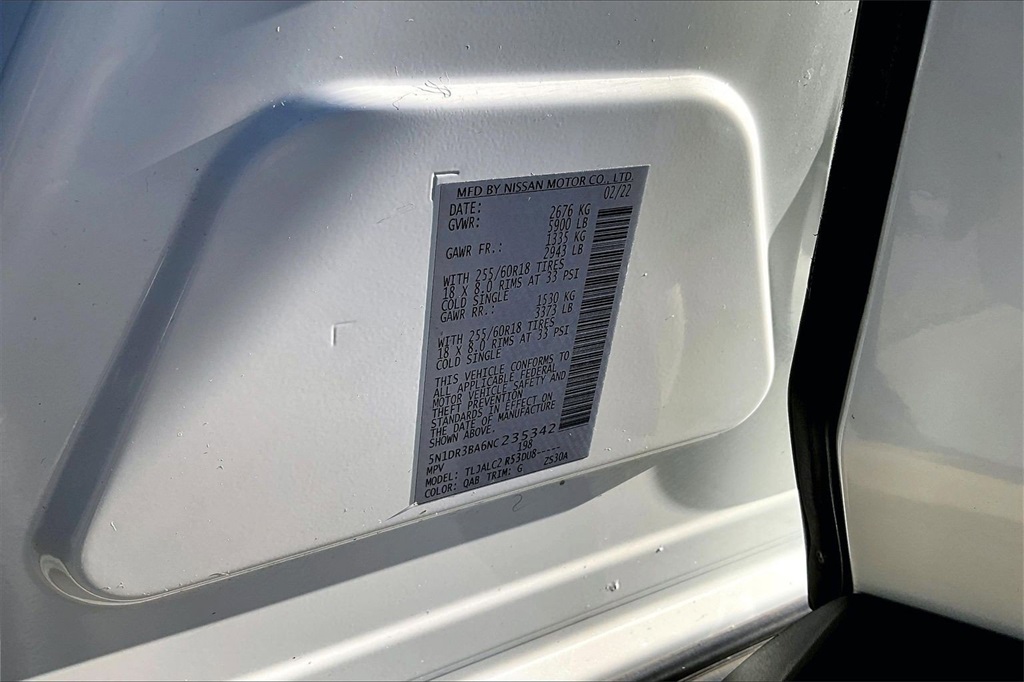 MFD BY NISSAN MOTOR CO., LTD.
DATE: 02/22
GVWR: 2676 KG
5900 LB
GAWR FR.: 1335 KG
2943 LB
WITH 255/60R18 TIRES
18 X 8.0 RIMS AT 33 PSI
COLD SINGLE
GAWR RR.: 1530 KG
3373 LB
WITH 255/60R18 TIRES
18 X 8.0 RIMS AT 33 PSI
COLD SINGLE
THIS VEHICLE CONFORMS TO
ALL APPLICABLE FEDERAL
MOTOR VEHICLE SAFETY AND
THEFT PREVENTION
STANDARDS IN EFFECT ON
THE DATE OF MANUFACTURE
SHOWN ABOVE.
5N1DR3BA6NC235342
MPV 198
MODEL: TLJALC2 R53DU8-----
COLOR: QAB TRIM: G ZS30A